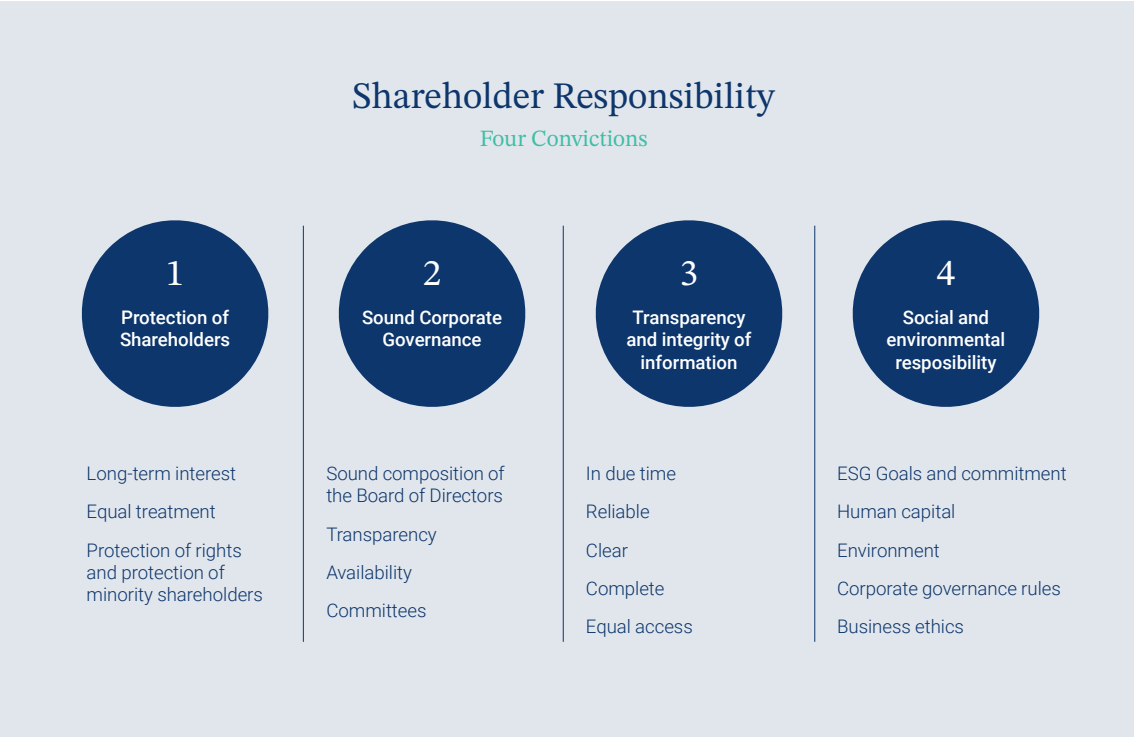 Shareholder Responsibility
Four Convictions
1
Protection of
Shareholders
Long-term interest
Equal treatment
Protection of rights
and protection of
minority shareholders
2
Sound Corporate
Governance
Sound composition of
the Board of Directors
Transparency
Availability
Committees
3
Transparency
and integrity of
information
In due time
Reliable
Clear
Complete
Equal access
4
Social and
environmental
resposibility
ESG Goals and commitment
Human capital
Environment
Corporate governance rules
Business ethics